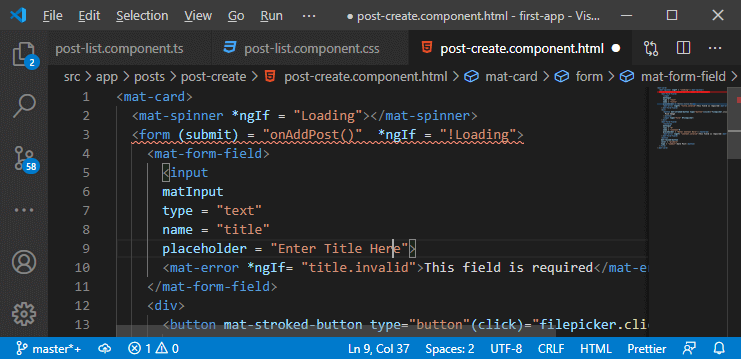 File Edit View Go Run ··· post-create.component.html - first-app - Vis...
post-list.component.ts post-list.component.css post-create.component.html
src > app > posts > post-create > post-create.component.html > mat-card > form > mat-form-field >
1 <mat-card>
2 <mat-spinner *ngIf = "Loading"></mat-spinner>
3 <form (submit) = "onAddPost()"  *ngIf = "!Loading">
4 <mat-form-field>
5 <input
6 matInput
7 type = "text"
8 name = "title"
9 placeholder = "Enter Title Here">
10 <mat-error *ngIf= "title.invalid">This field is required</mat-er
11 </mat-form-field>
12 <div>
13 <button mat-stroked-button type="button"(click)="filepicker.clic
2
58
master*+ 1 0 Ln 9, Col 37 Spaces: 2 UTF-8 CRLF HTML Prettier